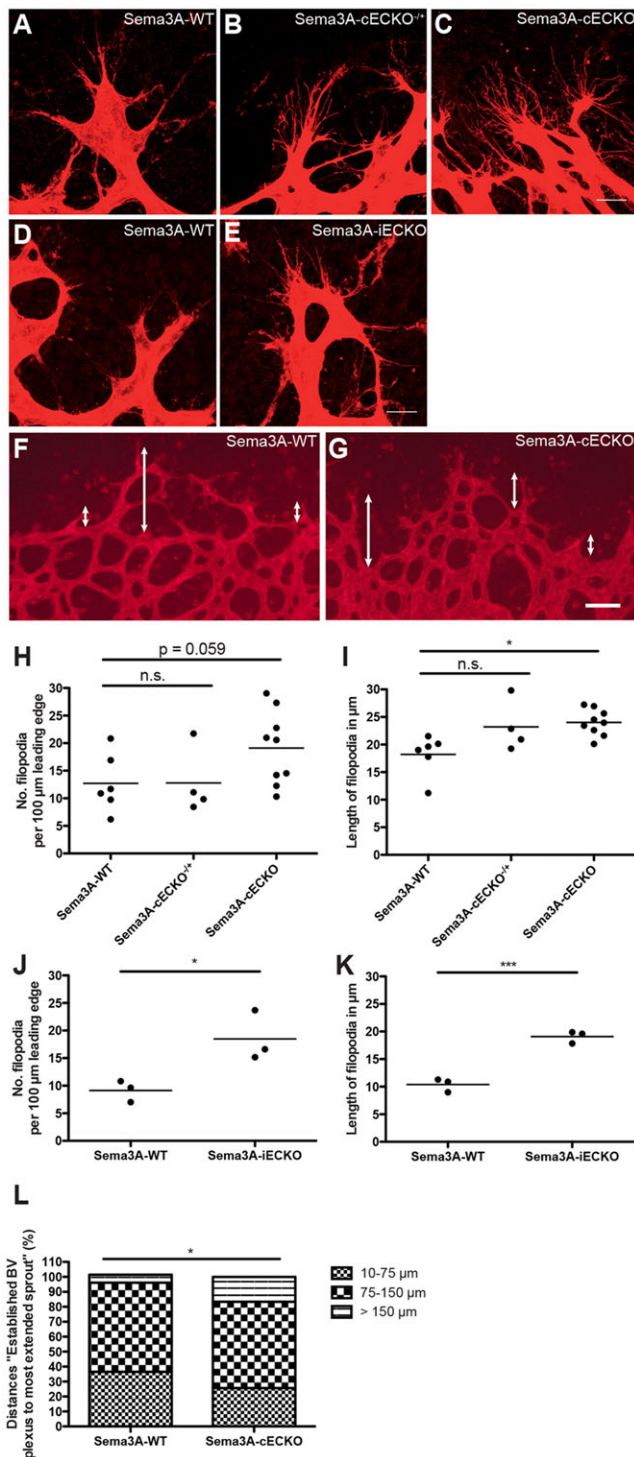 A Sema3A-WT
B Sema3A-cECKO-/+
C Sema3A-cECKO
D Sema3A-WT
E Sema3A-iECKO
F Sema3A-WT
G Sema3A-cECKO
H
p = 0.059
n.s.
No. filopodia
per 100 µm leading edge
30
25
20
15
10
5
0
Sema3A-WT
Sema3A-cECKO-/+
Sema3A-cECKO
I
*
n.s.
Length of filopodia in µm
30
25
20
15
10
5
0
Sema3A-WT
Sema3A-cECKO-/+
Sema3A-cECKO
J
*
No. filopodia
per 100 µm leading edge
30
25
20
15
10
5
0
Sema3A-WT
Sema3A-iECKO
K
***
Length of filopodia in µm
30
25
20
15
10
5
0
Sema3A-WT
Sema3A-iECKO
L
*
Distances "Established BV
plexus to most extended sprout" (%)
110
100
90
80
70
60
50
40
30
20
10
0
Sema3A-WT
Sema3A-cECKO
10-75 µm
75-150 µm
> 150 µm